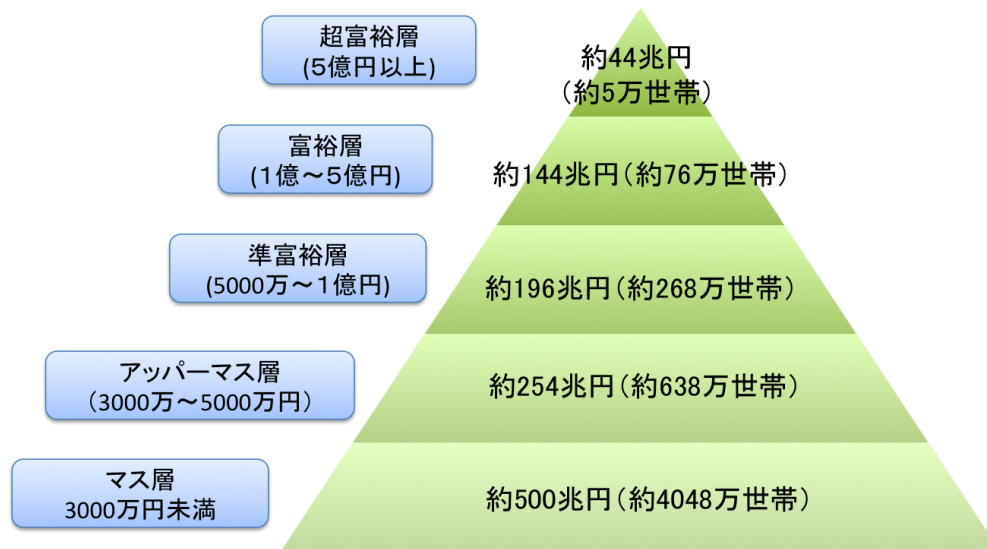 超富裕層
(5億円以上)
約44兆円
(約5万世帯)
富裕層
(1億～5億円)
約144兆円(約76万世帯)
準富裕層
(5000万～1億円)
約196兆円(約268万世帯)
アッパーマス層
(3000万～5000万円)
約254兆円(約638万世帯)
マス層
3000万円未満
約500兆円(約4048万世帯)